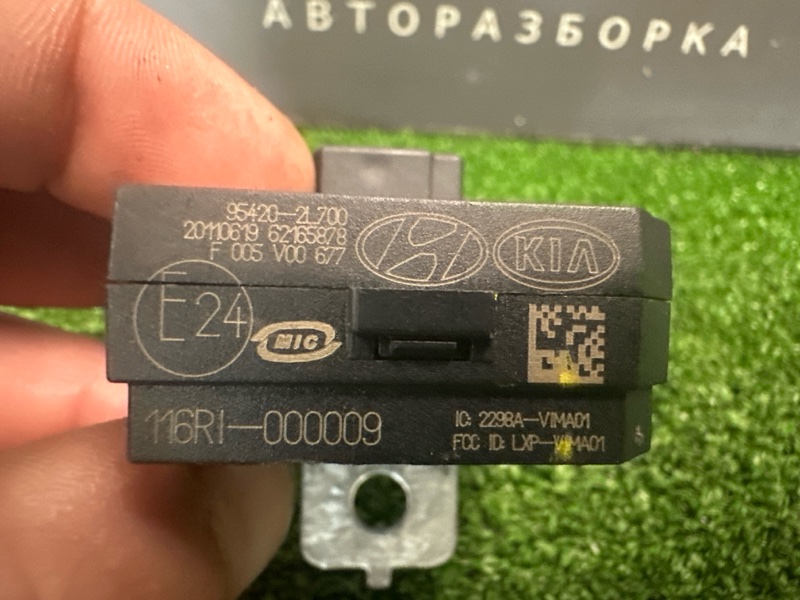 АВТОРАЗБОРКА
95420-2L700
20110619 62165878
F 005 V00 677
KIA
E24
MIC
116RI-000009
IC: 2298A-VIMA01
FCC ID: LXP-VIMA01